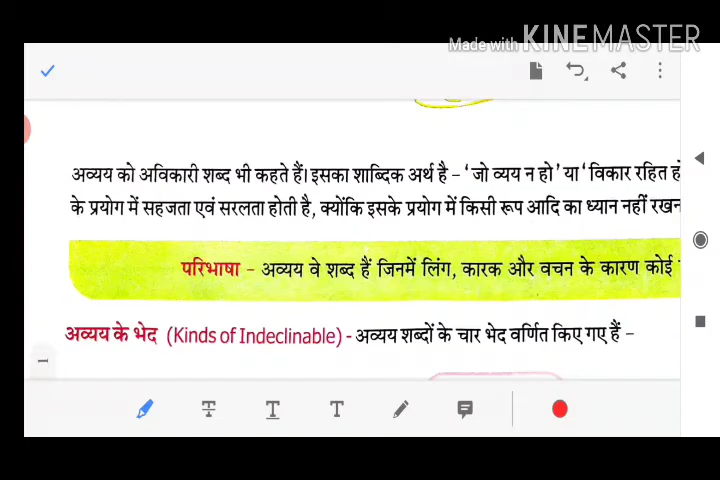 Made with KINEMASTER
अव्यय को अविकारी शब्द भी कहते हैं। इसका शाब्दिक अर्थ है – ‘जो व्यय न हो’ या ‘विकार रहित हो
के प्रयोग में सहजता एवं सरलता होती है, क्योंकि इसके प्रयोग में किसी रूप आदि का ध्यान नहीं रखन
परिभाषा – अव्यय वे शब्द हैं जिनमें लिंग, कारक और वचन के कारण कोई
अव्यय के भेद (Kinds of Indeclinable) - अव्यय शब्दों के चार भेद वर्णित किए गए हैं –
1
T T T